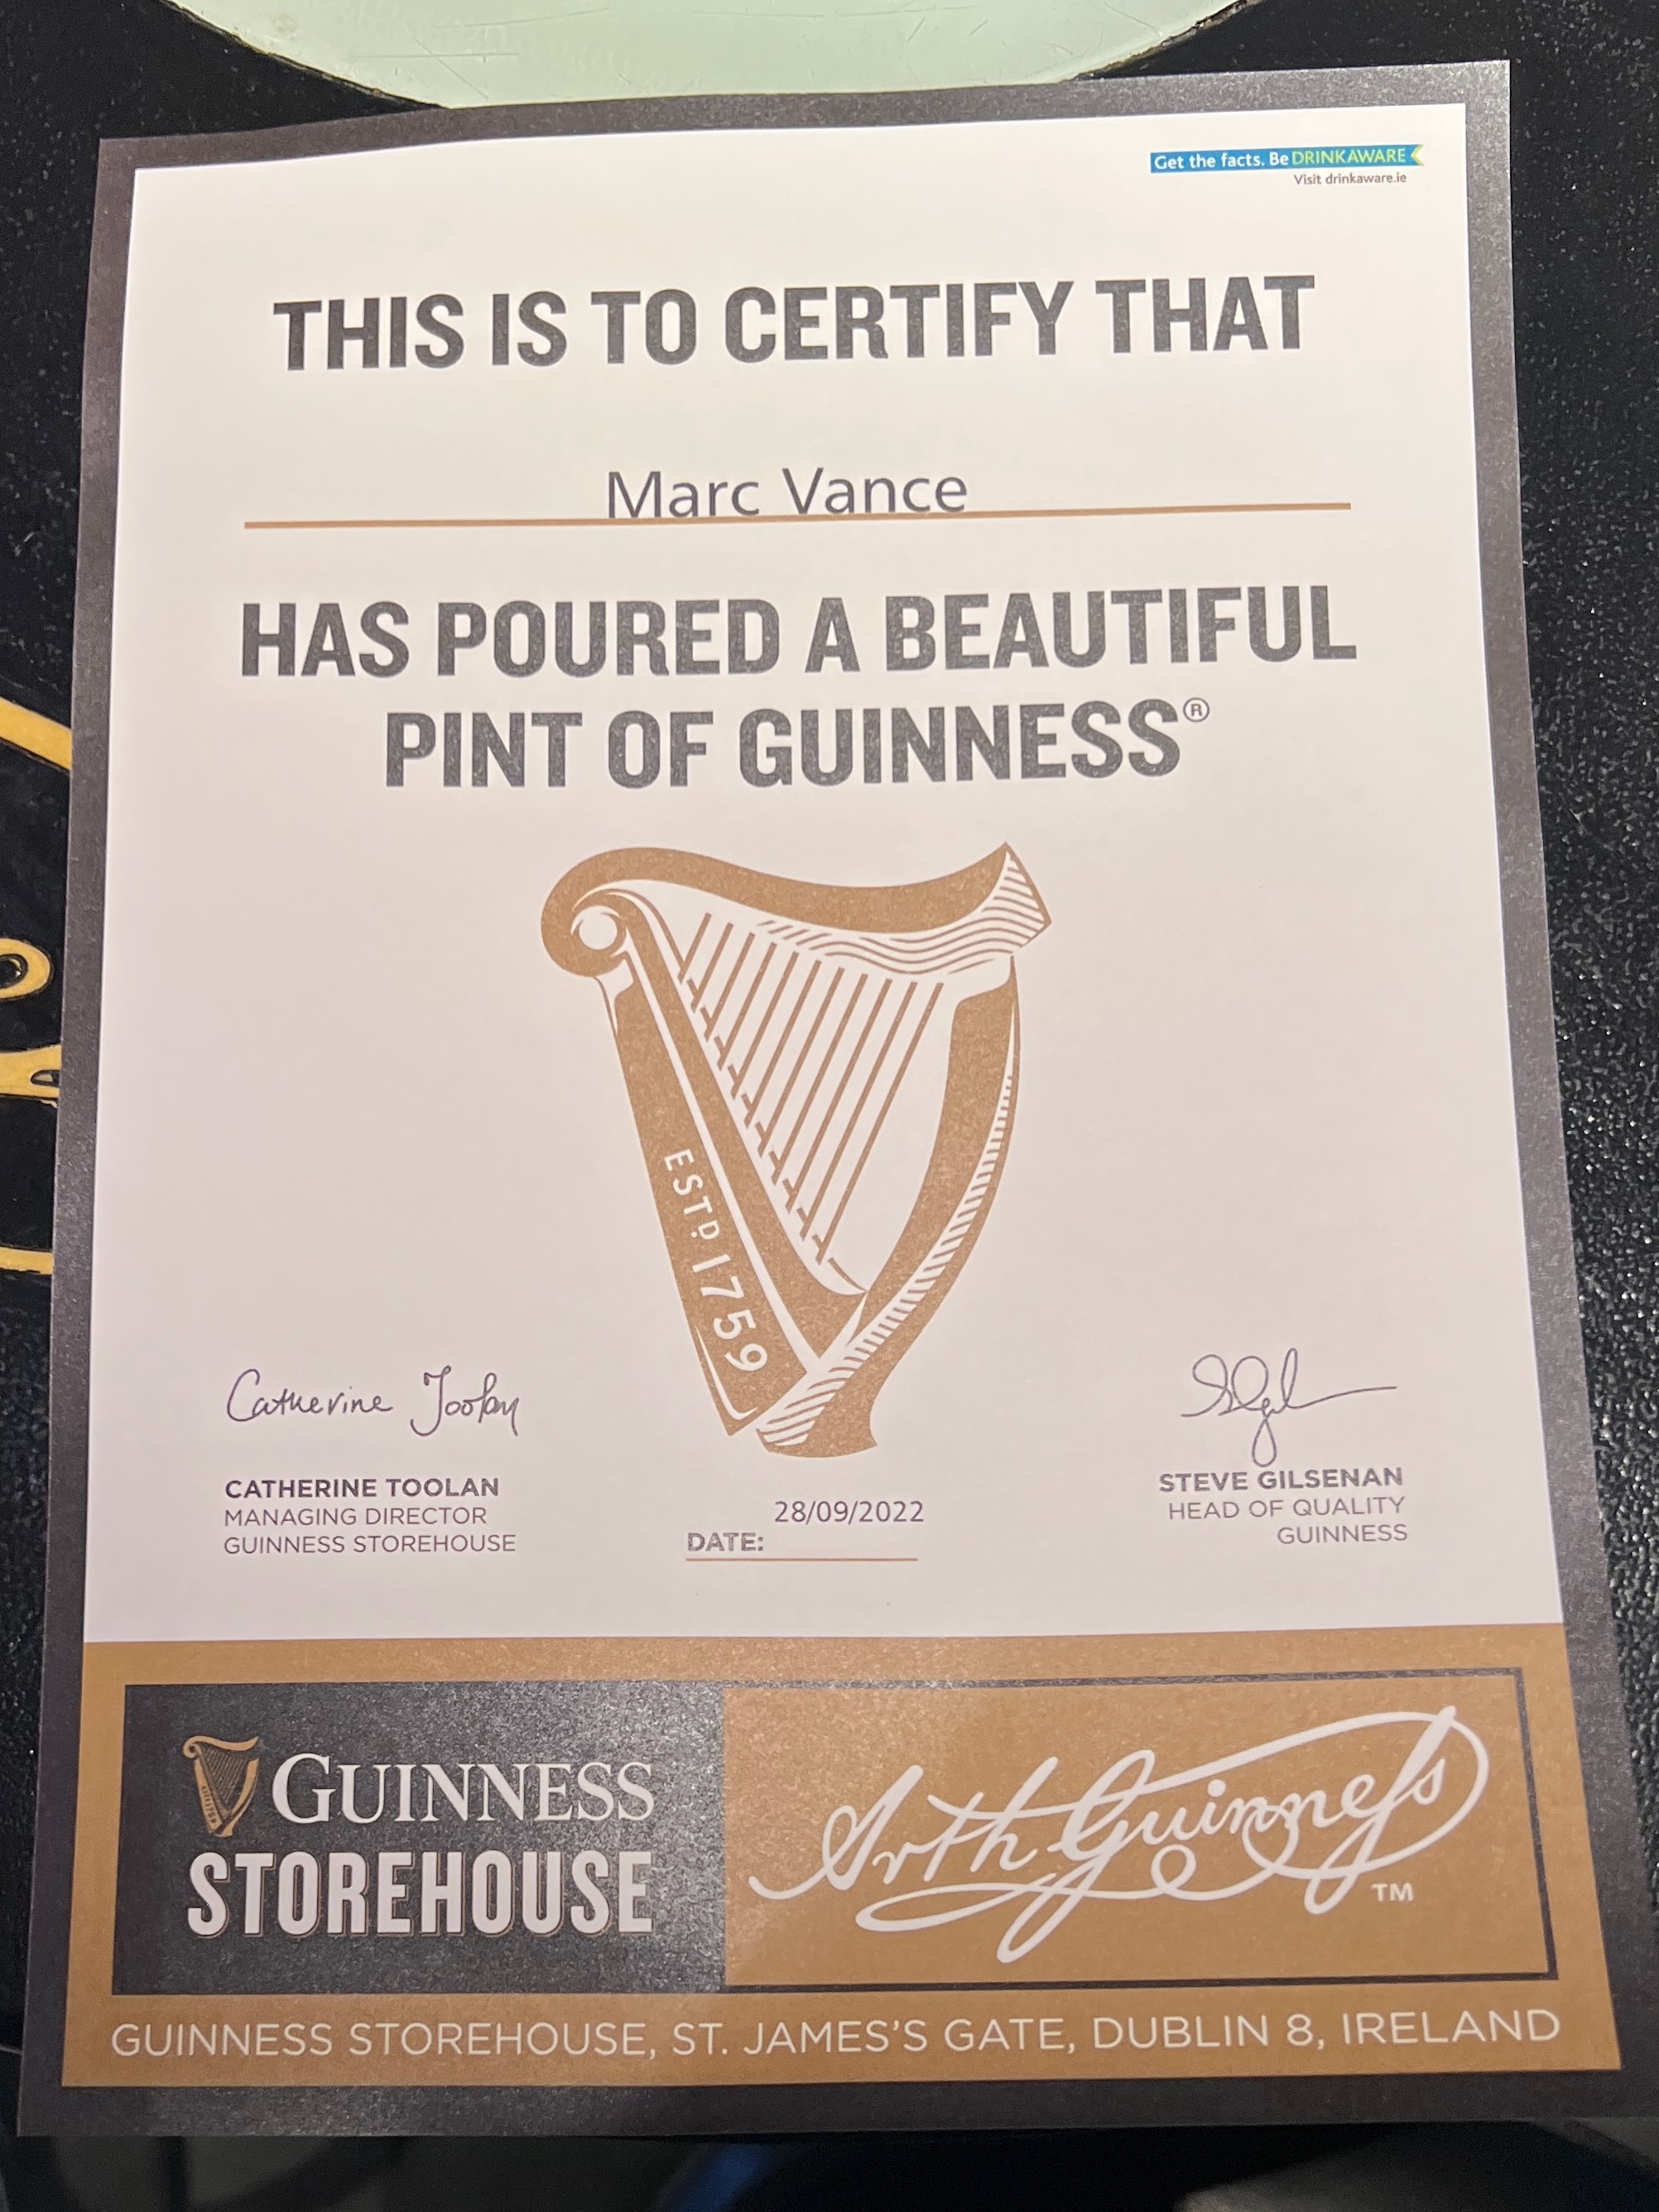 Get the facts. Be DRINKAWARE
Visit drinkaware.ie
THIS IS TO CERTIFY THAT
Marc Vance
HAS POURED A BEAUTIFUL
PINT OF GUINNESS®
ESTD 1759
Catherine Toolan
CATHERINE TOOLAN
MANAGING DIRECTOR
GUINNESS STOREHOUSE
28/09/2022
DATE:
STEVE GILSENAN
HEAD OF QUALITY
GUINNESS
GUINNESS
STOREHOUSE
Arth Guinness
TM
GUINNESS STOREHOUSE, ST. JAMES'S GATE, DUBLIN 8, IRELAND